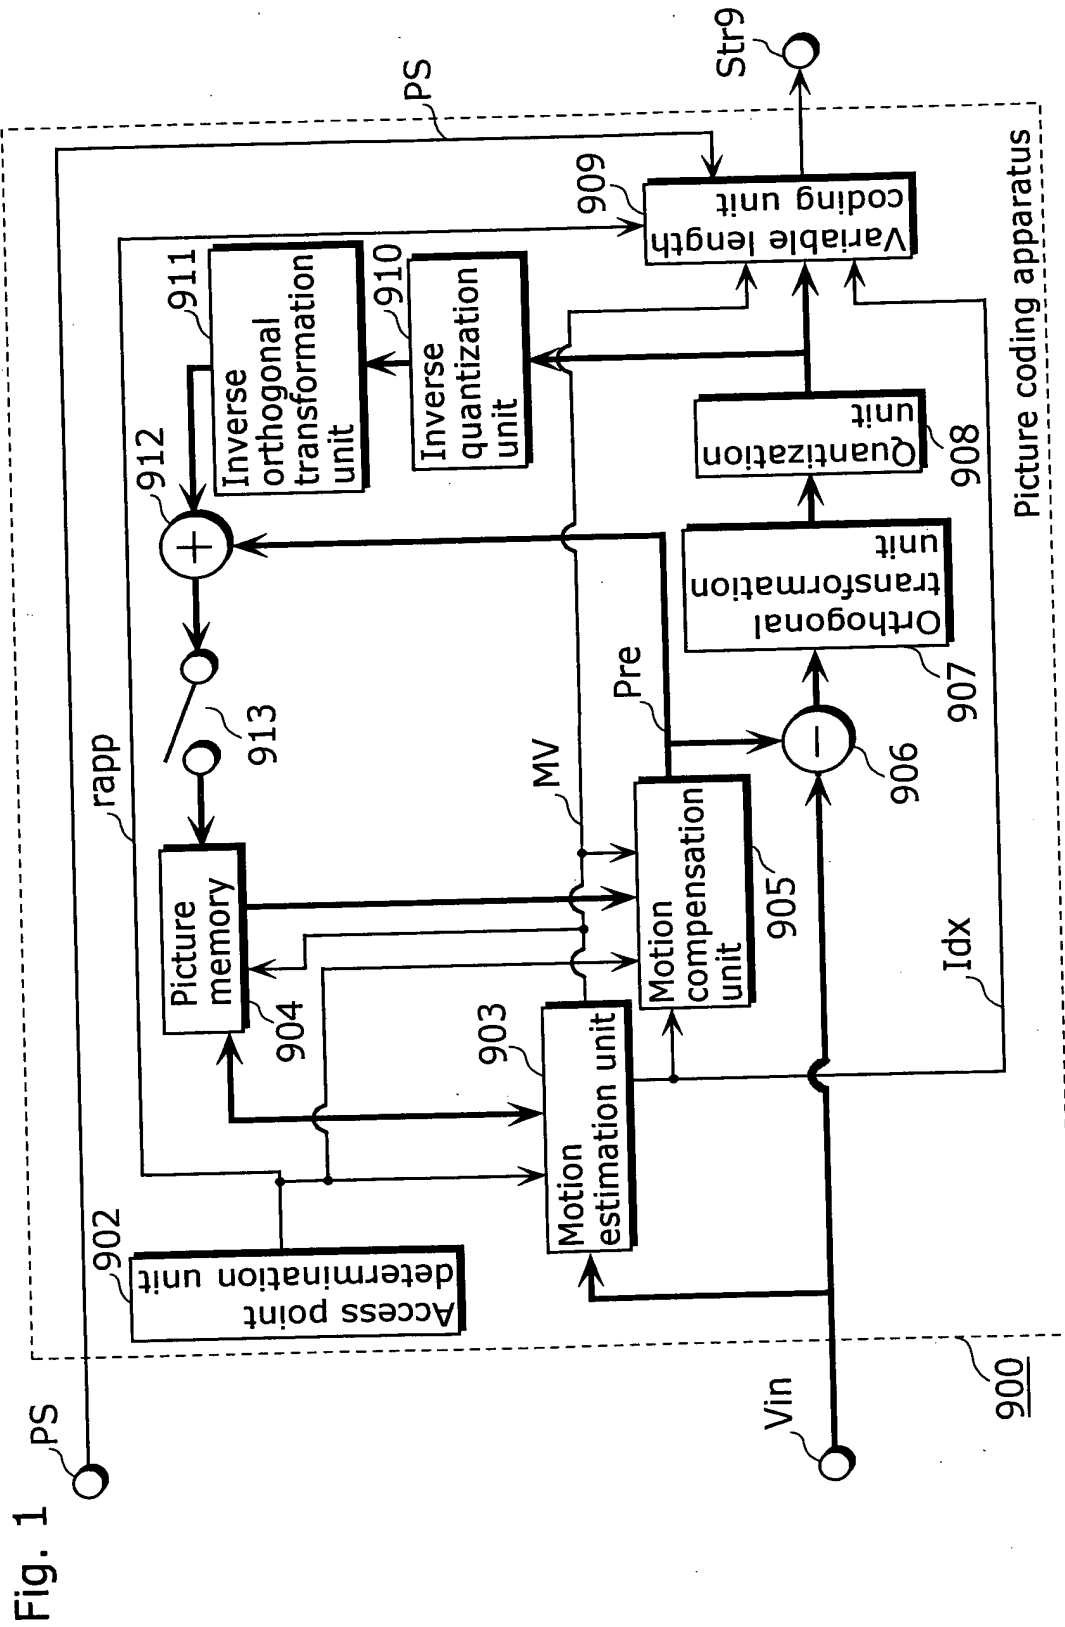 Fig. 1
PS
PS
rapp
902
Access point
determination unit
Picture
memory
904
913
912
911
Inverse
orthogonal
transformation
unit
910
Inverse
quantization
unit
909
Variable length
coding unit
Str9
903
Motion
estimation unit
MV
Motion
compensation
unit
905
Pre
906
Orthogonal
transformation
unit
907
Quantization
unit
908
Vin
Idx
900
Picture coding apparatus